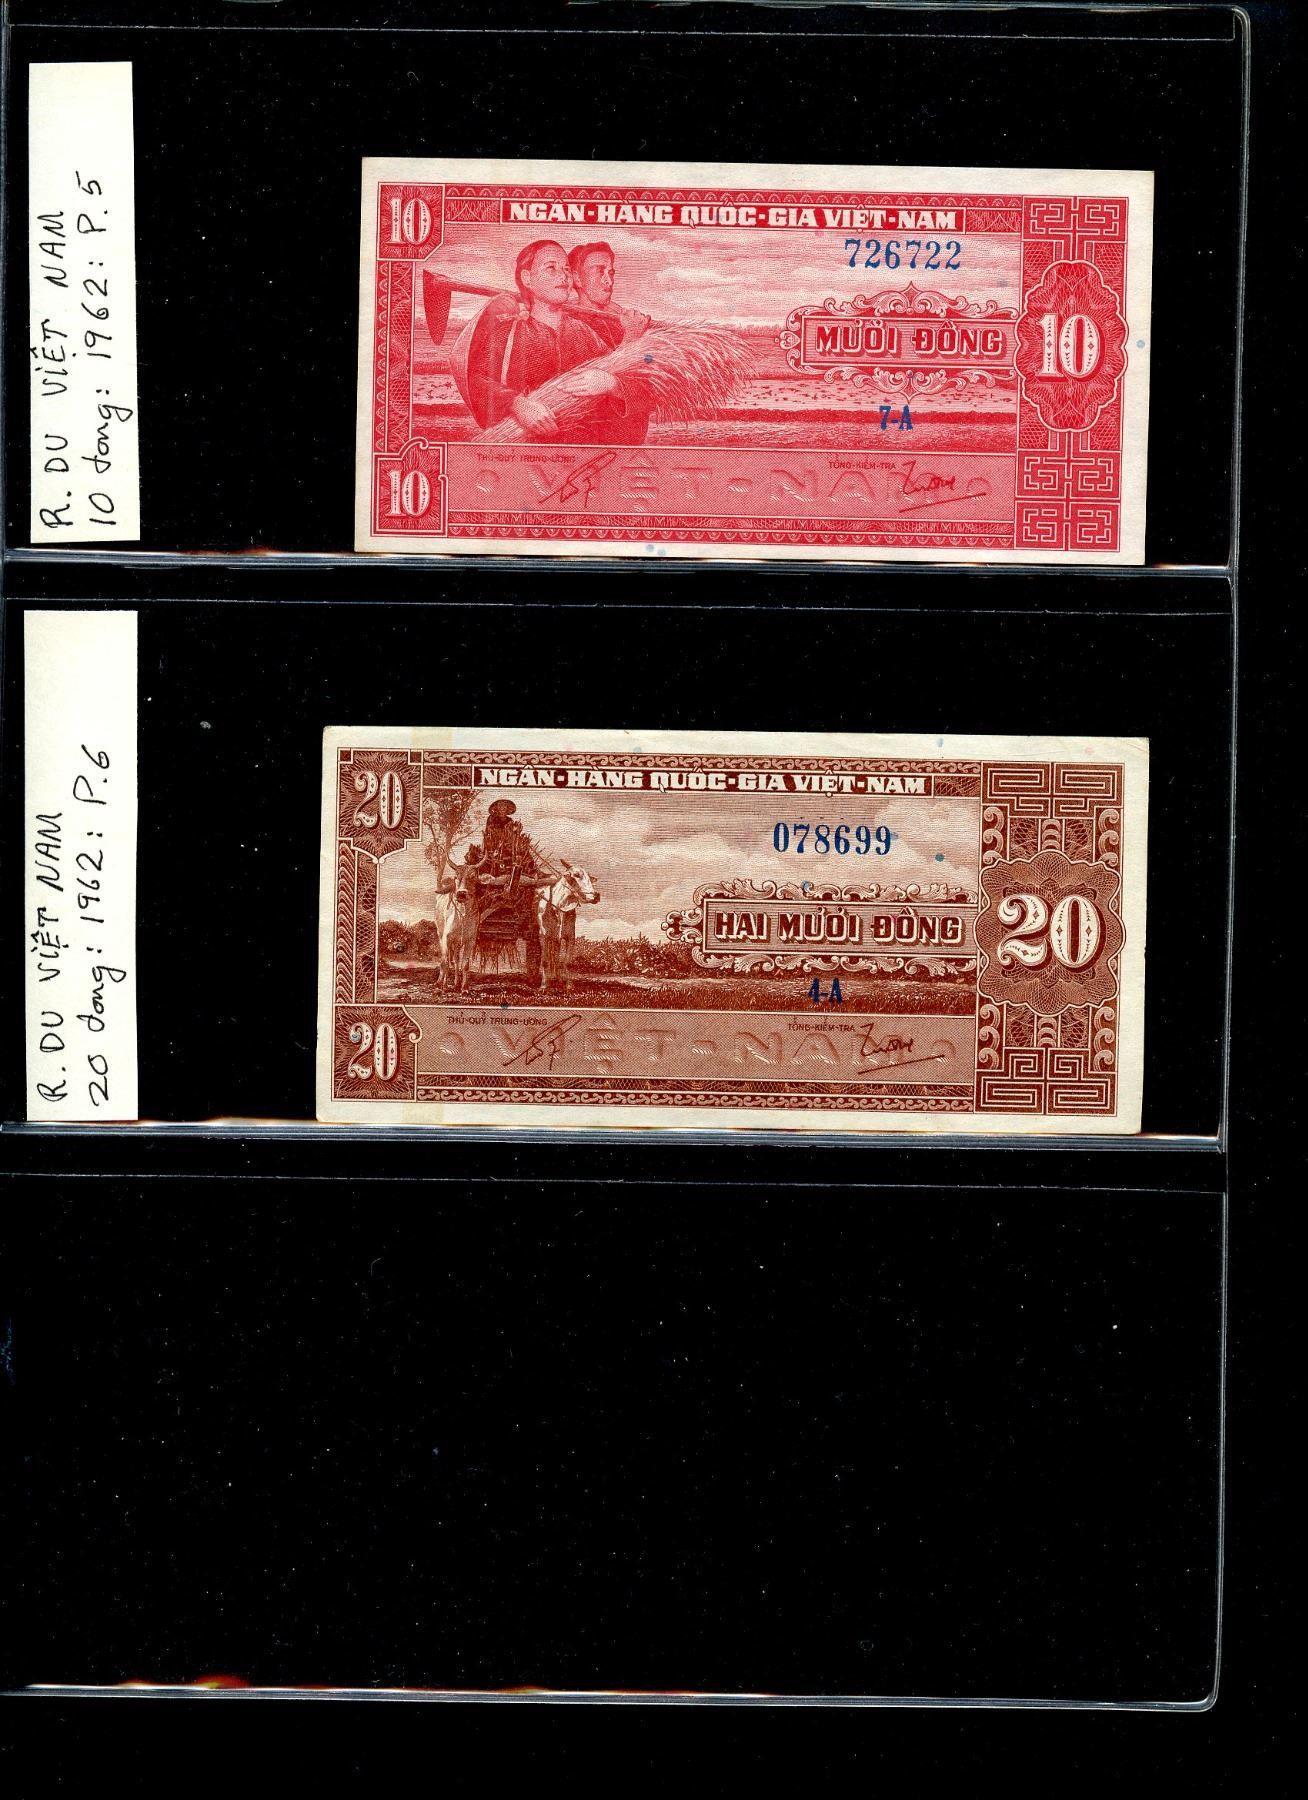 R. DU VIỆT NAM
10 dong: 1962: P.5
10
NGÂN-HÀNG QUỐC-GIA VIỆT-NAM
726722
MƯỜI ĐỒNG
10
7-A
THỦ-QUỸ TRUNG-ƯƠNG
TỔNG-KIỂM-TRA
VIỆT-NAM
10
R. DU VIỆT NAM
20 dong: 1962: P.6
20
NGÂN-HÀNG QUỐC-GIA VIỆT-NAM
078699
HAI MƯƠI ĐỒNG
20
4-A
THỦ-QUỸ TRUNG-ƯƠNG
TỔNG-KIỂM-TRA
VIỆT-NAM
20